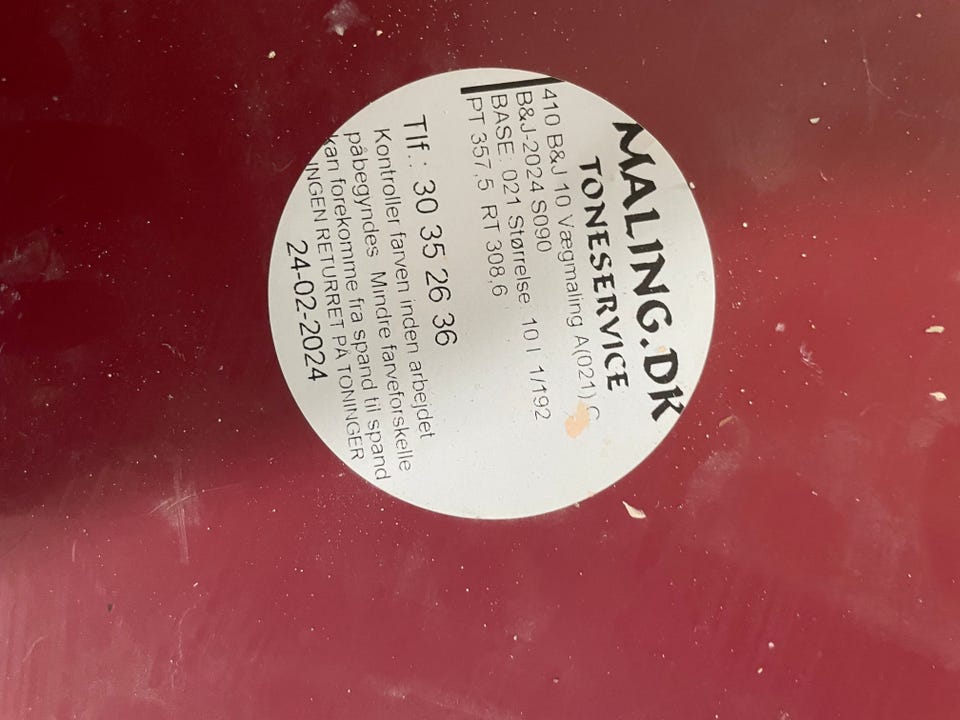 MALING.DK
TONESERVICE
410 B&J 10 Vægmaling A(021)
B&J-2024 S090
BASE: 021 Størrelse: 10 l 1/192
PT 357,5 RT 308,6
Tlf.: 30 35 26 36
Kontroller farven inden arbejdet
påbegyndes. Mindre farveforskelle
kan forekomme fra spand til spand
INGEN RETURRET PÅ TONINGER
24-02-2024